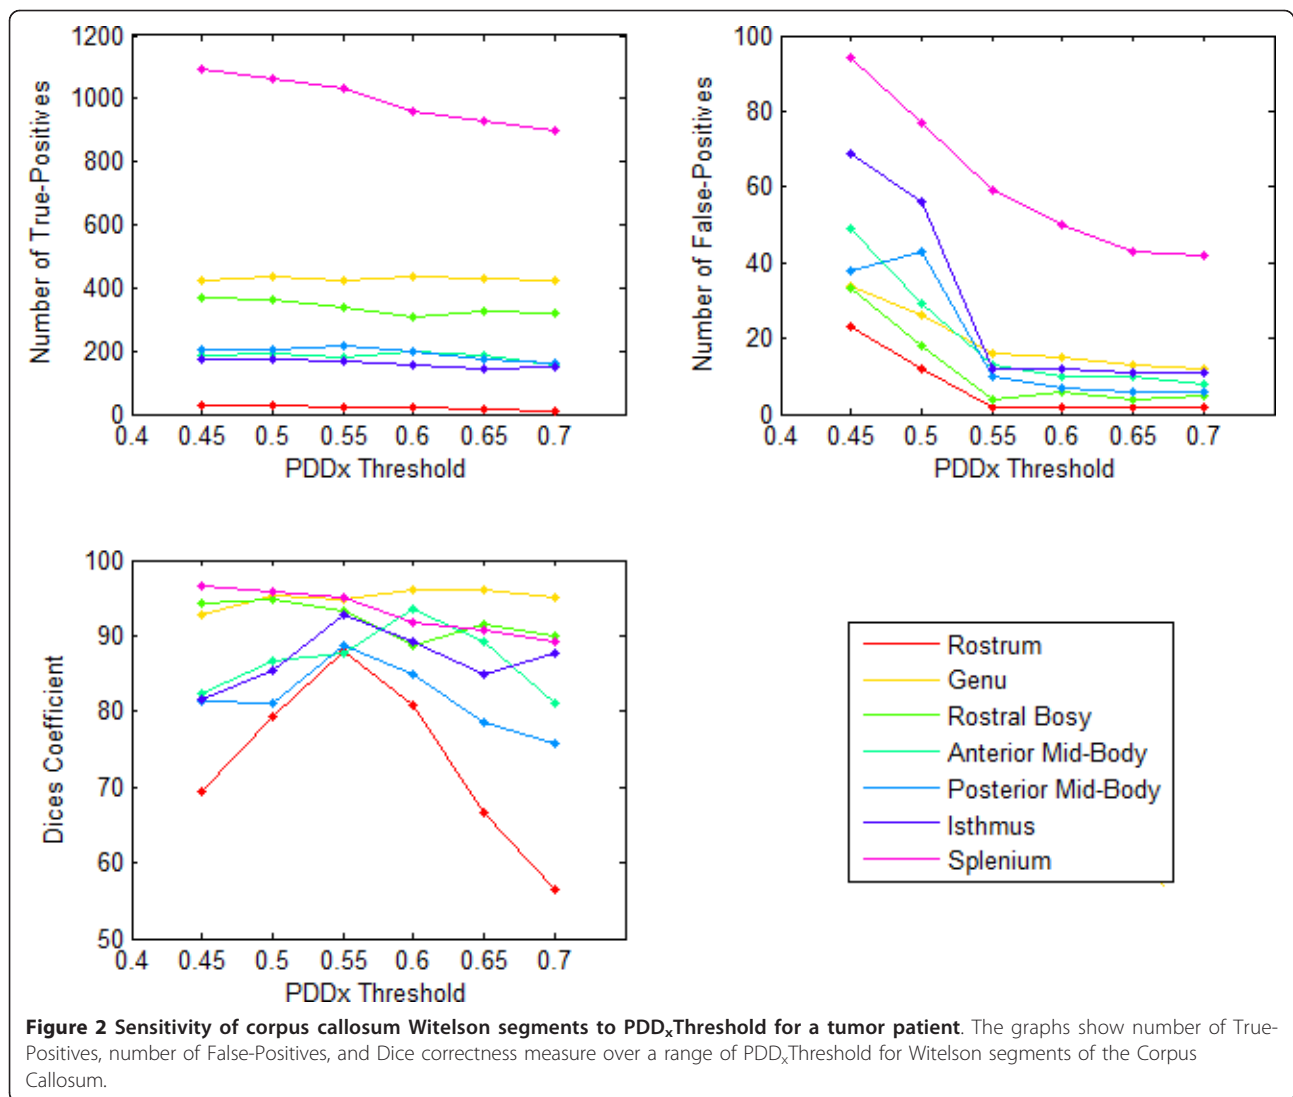 1200
1000
800
600
400
200
0
0.4 0.45 0.5 0.55 0.6 0.65 0.7
Number of True-Positives
PDDx Threshold
100
80
60
40
20
0
0.4 0.45 0.5 0.55 0.6 0.65 0.7
Number of False-Positives
PDDx Threshold
100
90
80
70
60
50
0.4 0.45 0.5 0.55 0.6 0.65 0.7
Dices Coefficient
PDDx Threshold
Rostrum
Genu
Rostral Bosy
Anterior Mid-Body
Posterior Mid-Body
Isthmus
Splenium
Figure 2 Sensitivity of corpus callosum Witelson segments to PDDxThreshold for a tumor patient. The graphs show number of True-
Positives, number of False-Positives, and Dice correctness measure over a range of PDDxThreshold for Witelson segments of the Corpus
Callosum.